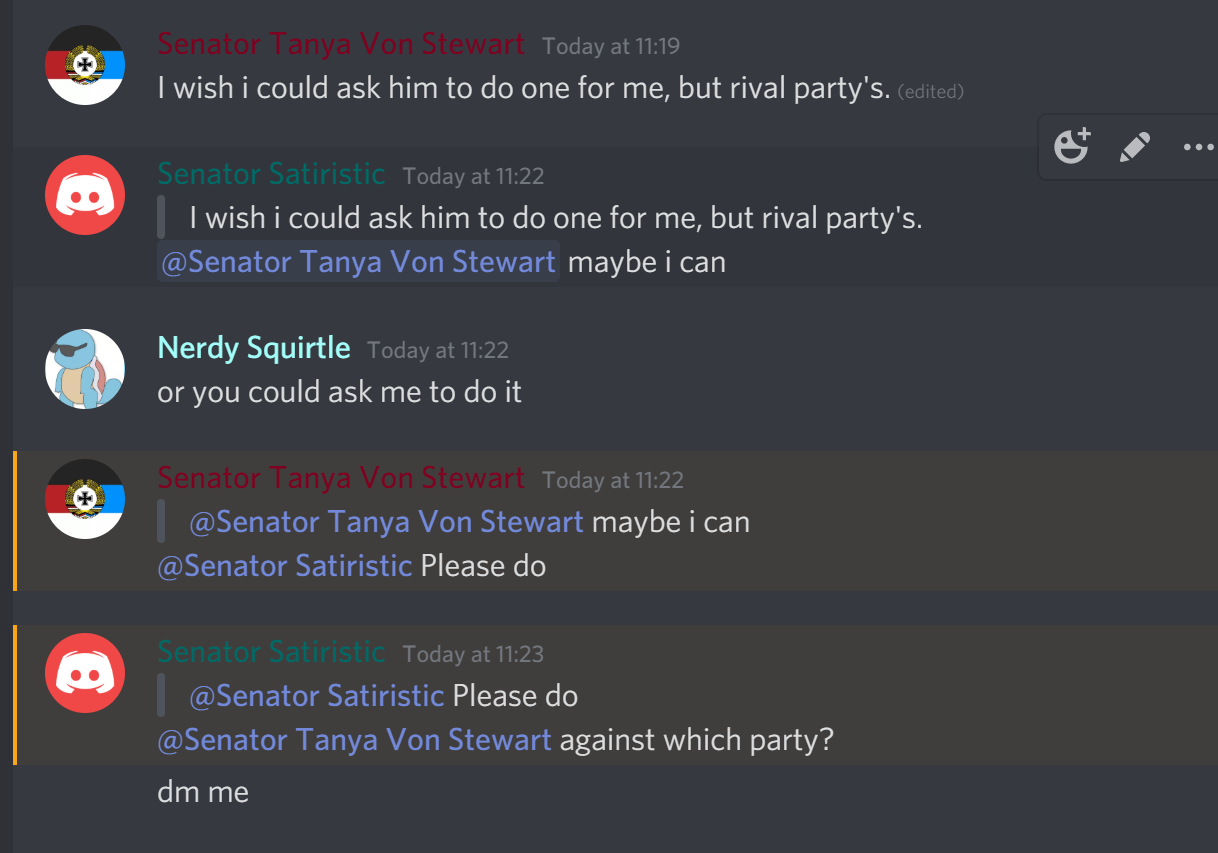 Senator Tanya Von Stewart Today at 11:19
I wish i could ask him to do one for me, but rival party's. (edited)
Senator Satiristic Today at 11:22
I wish i could ask him to do one for me, but rival party's.
@Senator Tanya Von Stewart maybe i can
Nerdy Squirtle Today at 11:22
or you could ask me to do it
Senator Tanya Von Stewart Today at 11:22
@Senator Tanya Von Stewart maybe i can
@Senator Satiristic Please do
Senator Satiristic Today at 11:23
@Senator Satiristic Please do
@Senator Tanya Von Stewart against which party?
dm me